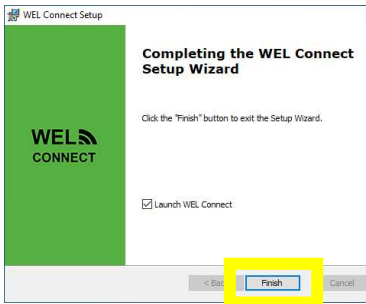 WEL Connect Setup
Completing the WEL Connect
Setup Wizard
Click the "Finish" button to exit the Setup Wizard.
WEL
CONNECT
Launch WEL Connect
< Bac
Finish
Cancel